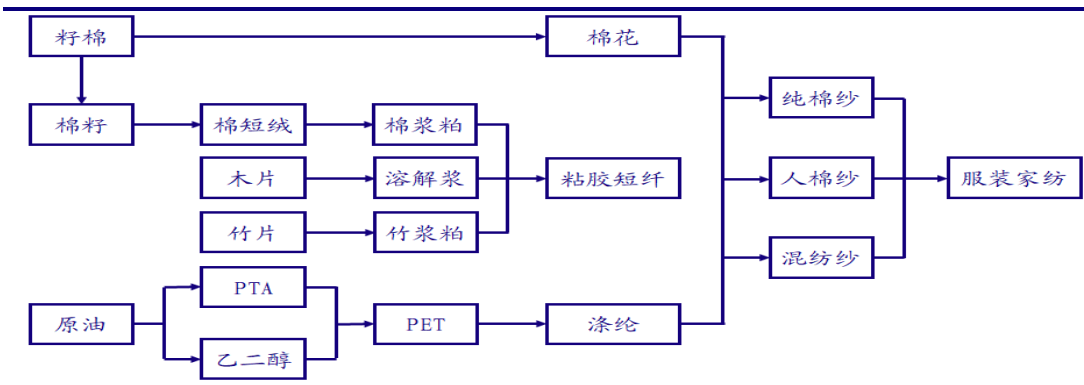 籽棉
棉花
纯棉纱
棉籽
棉短绒
棉浆粕
木片
溶解浆
粘胶短纤
人棉纱
服装家纺
竹片
竹浆粕
混纺纱
PTA
原油
PET
涤纶
乙二醇